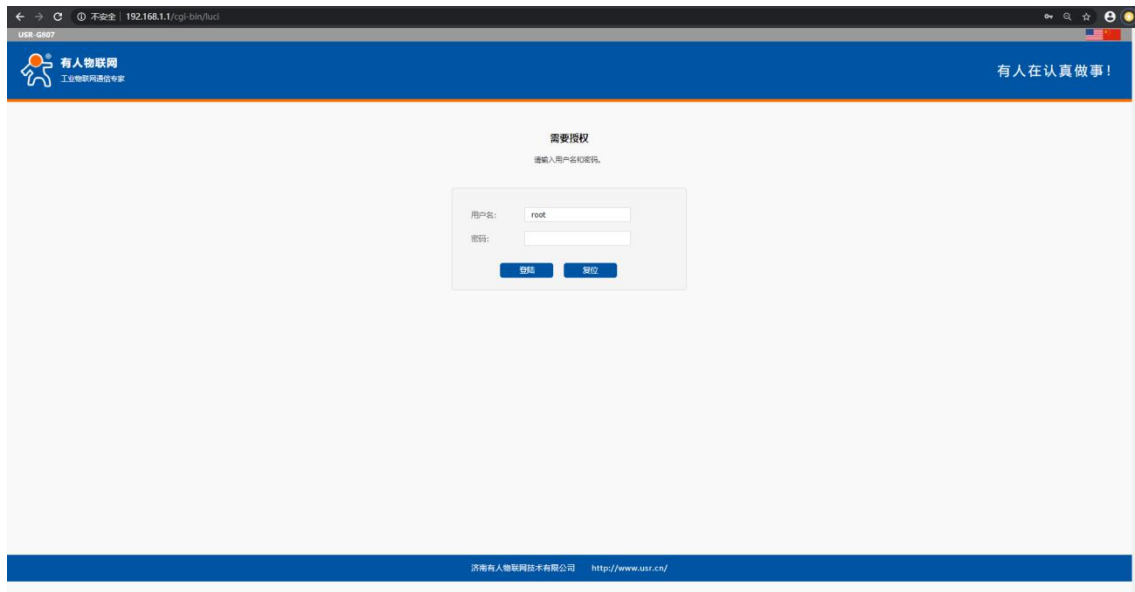 不安全 | 192.168.1.1/cgi-bin/luci
USR-G807
有人物联网
工业物联网通信专家
有人在认真做事！
需要授权
请输入用户名和密码。
用户名: root
密码:
登陆 复位
济南有人物联网技术有限公司 http://www.usr.cn/